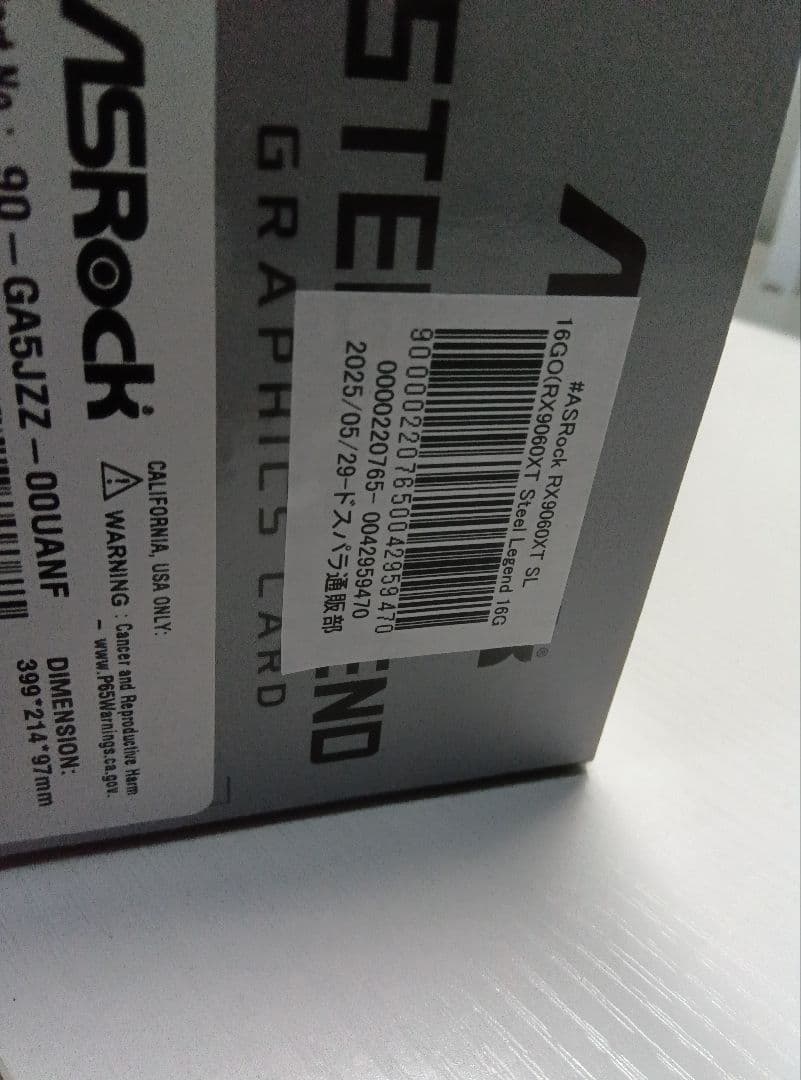 ASRock
90-GA5JZZ-00UANF
CALIFORNIA, USA ONLY:
WARNING : Cancer and Reproductive Harm
- www.P65Warnings.ca.gov.
DIMENSION:
399*214*97mm
GRAPHICS CARD
#ASRock RX9060XT SL
16GO(RX9060XT Steel Legend 16G
900002207650042959470
0000220765- 0042959470
2025/05/29-ドスパラ通販部